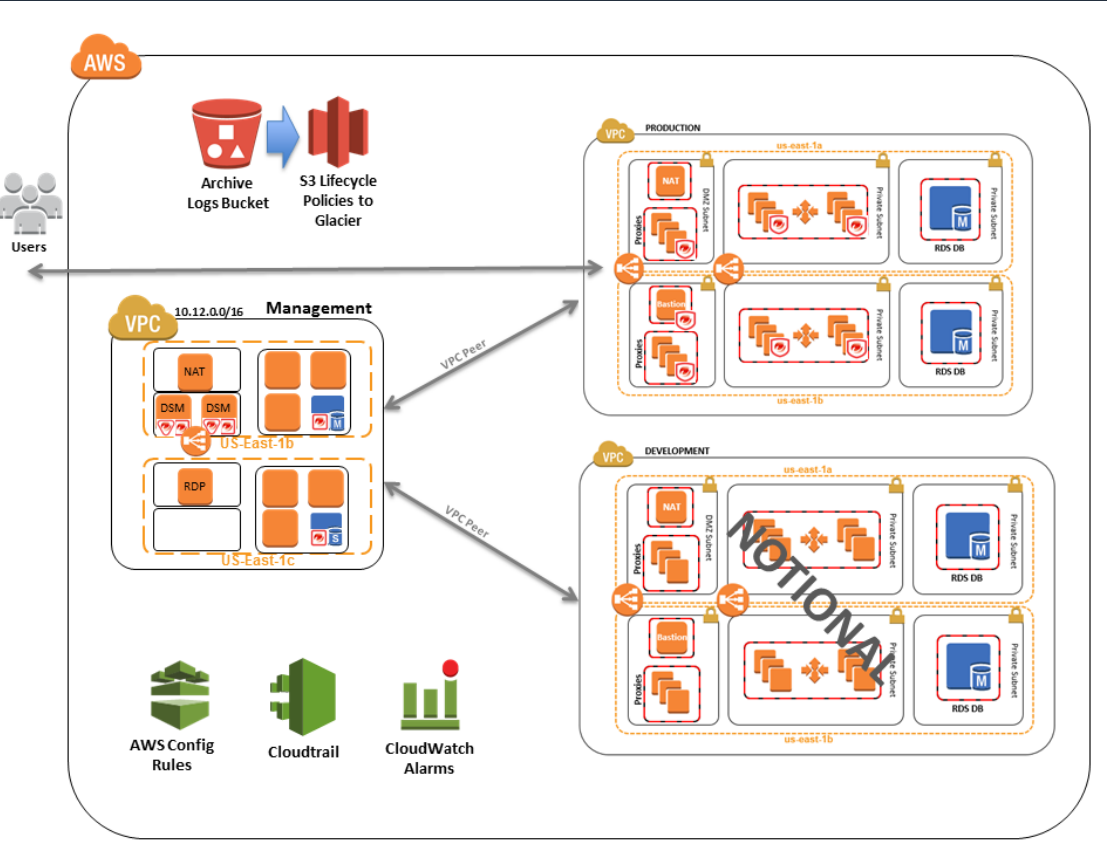 AWS
Archive
Logs Bucket
S3 Lifecycle
Policies to
Glacier
Users
VPC
10.12.0.0/16
Management
NAT
DSM
DSM
US-East-1b
RDP
US-East-1c
M
S
VPC Peer
VPC Peer
AWS Config
Rules
Cloudtrail
CloudWatch
Alarms
VPC
PRODUCTION
us-east-1a
NAT
Proxies
DMZ Subnet
Private Subnet
M
RDS DB
Private Subnet
Bastion
Proxies
DMZ Subnet
Private Subnet
M
RDS DB
Private Subnet
us-east-1b
VPC
DEVELOPMENT
us-east-1a
NAT
Proxies
DMZ Subnet
Private Subnet
M
RDS DB
Private Subnet
NOTIONAL
Bastion
Proxies
Private Subnet
M
RDS DB
Private Subnet
us-east-1b